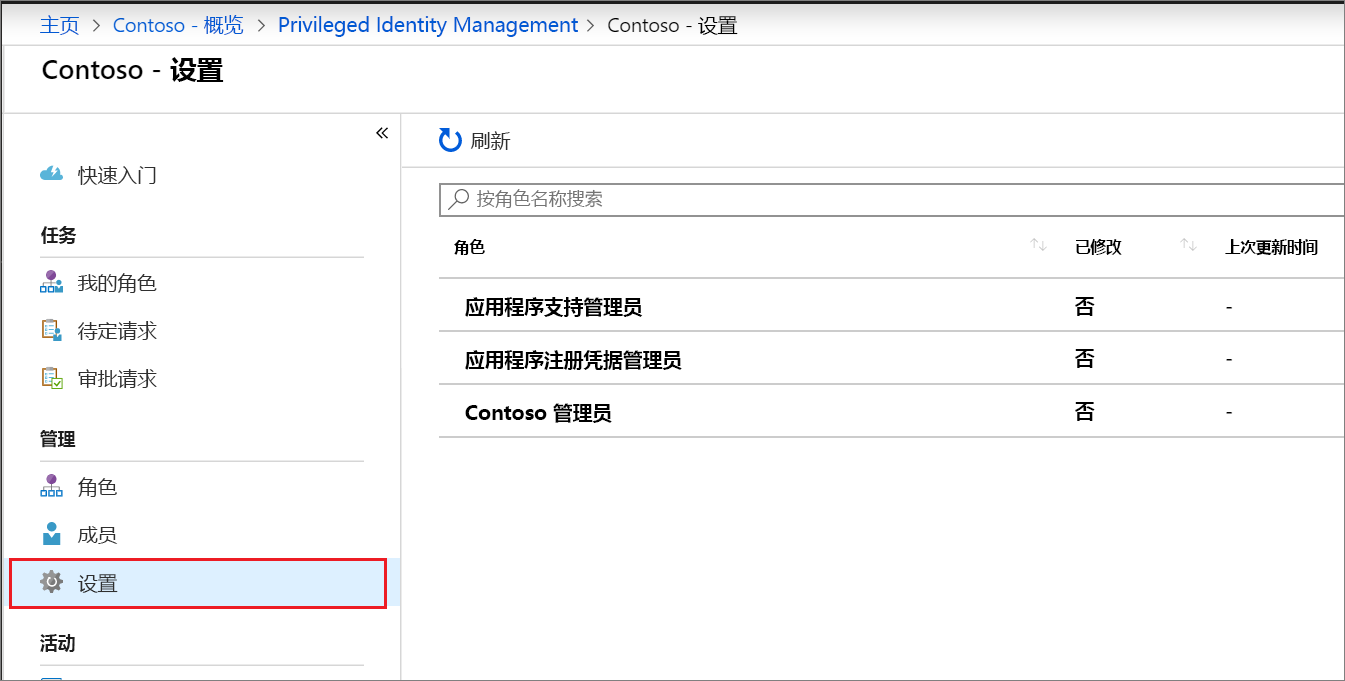 主页 > Contoso - 概览 > Privileged Identity Management > Contoso - 设置
Contoso - 设置
«
快速入门
任务
我的角色
待定请求
审批请求
管理
角色
成员
设置
活动
刷新
按角色名称搜索
角色 ↑↓ 已修改 ↑↓ 上次更新时间
应用程序支持管理员 否 -
应用程序注册凭据管理员 否 -
Contoso 管理员 否 -